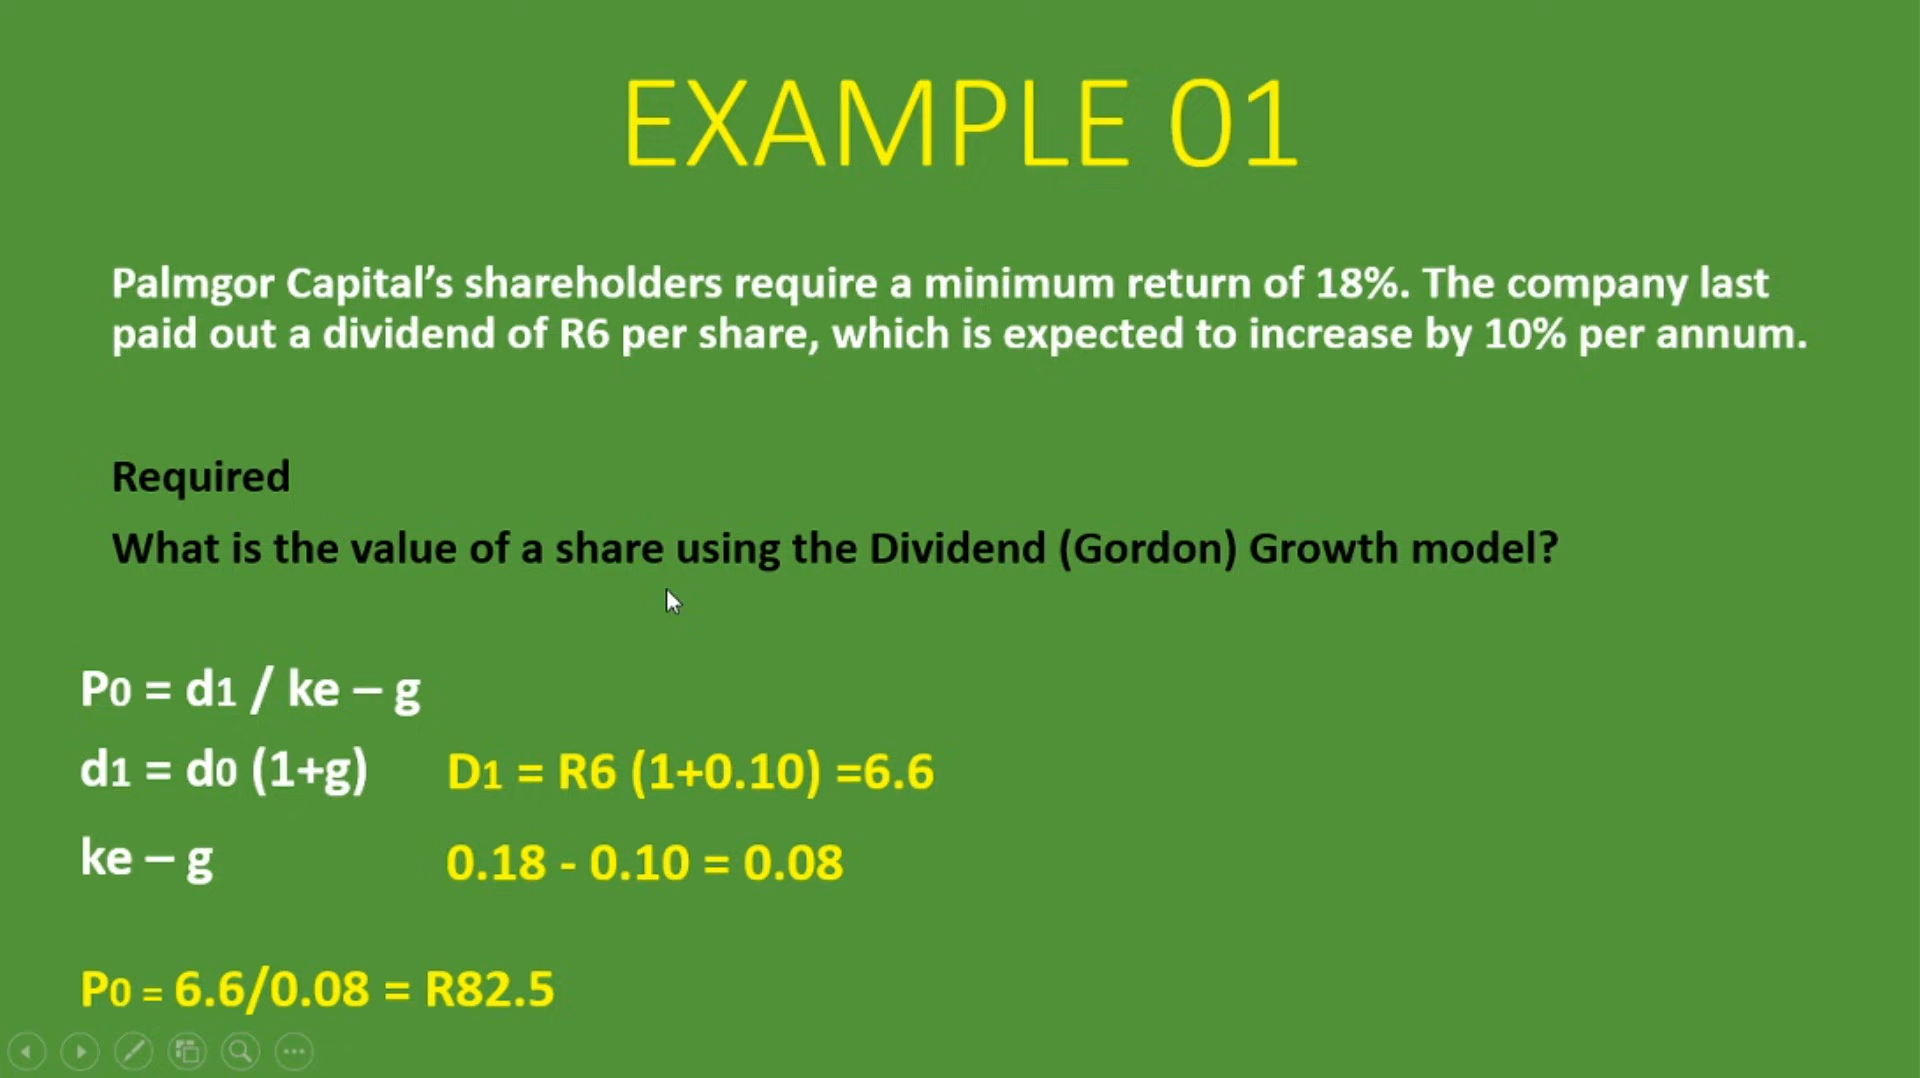 EXAMPLE 01
Palmgor Capital’s shareholders require a minimum return of 18%. The company last
paid out a dividend of R6 per share, which is expected to increase by 10% per annum.
Required
What is the value of a share using the Dividend (Gordon) Growth model?
P0 = d1 / ke – g
d1 = d0 (1+g) D1 = R6 (1+0.10) =6.6
ke – g 0.18 - 0.10 = 0.08
P0 = 6.6/0.08 = R82.5